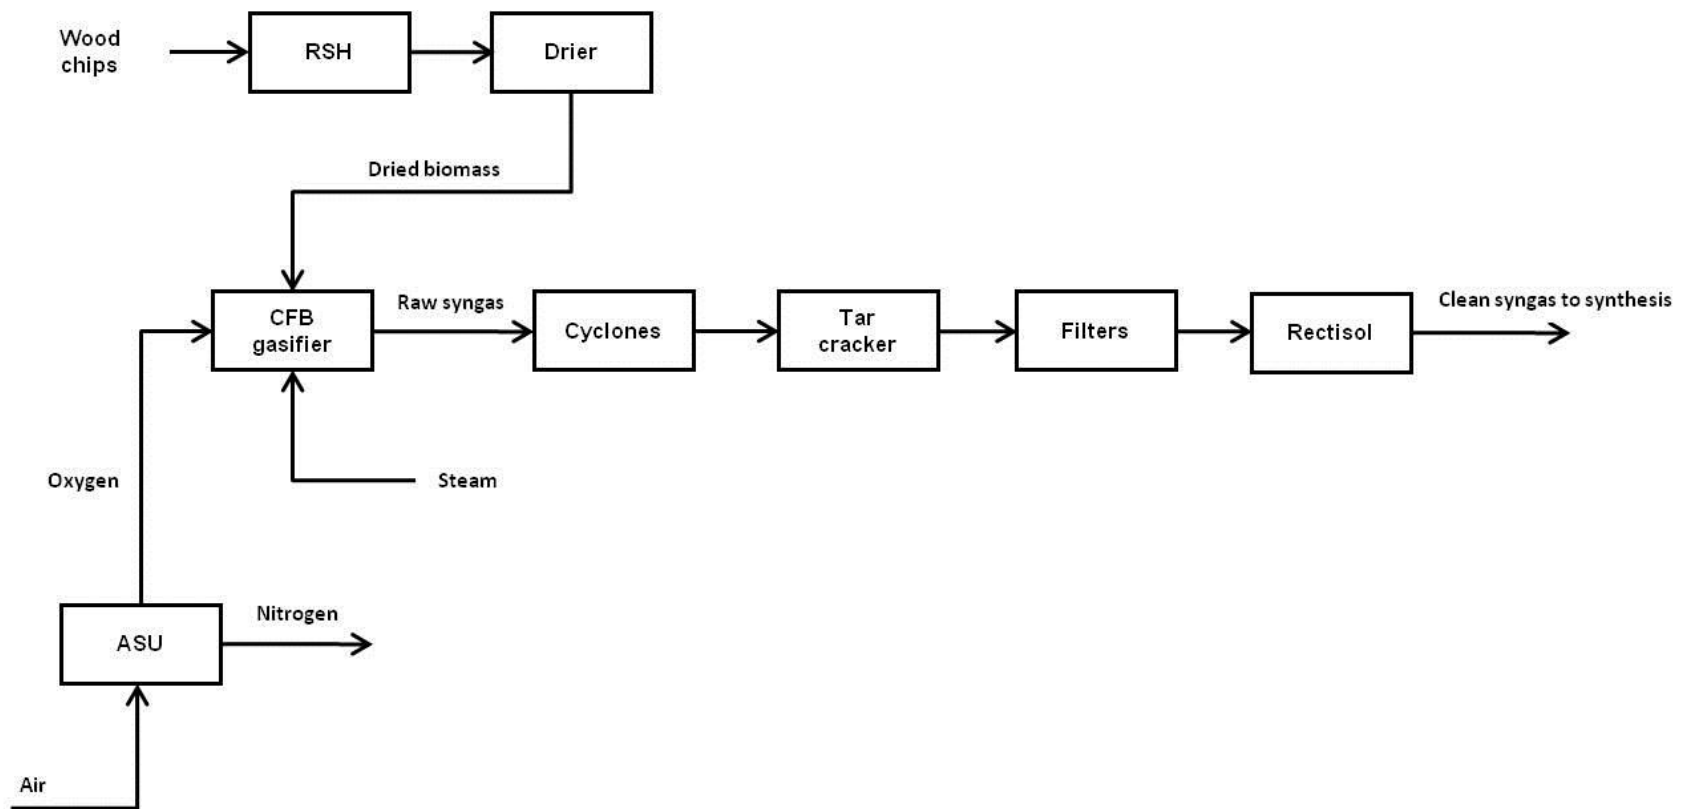 Wood
chips
RSH
Drier
Dried biomass
CFB
gasifier
Raw syngas
Cyclones
Tar
cracker
Filters
Rectisol
Clean syngas to synthesis
Oxygen
Steam
ASU
Nitrogen
Air